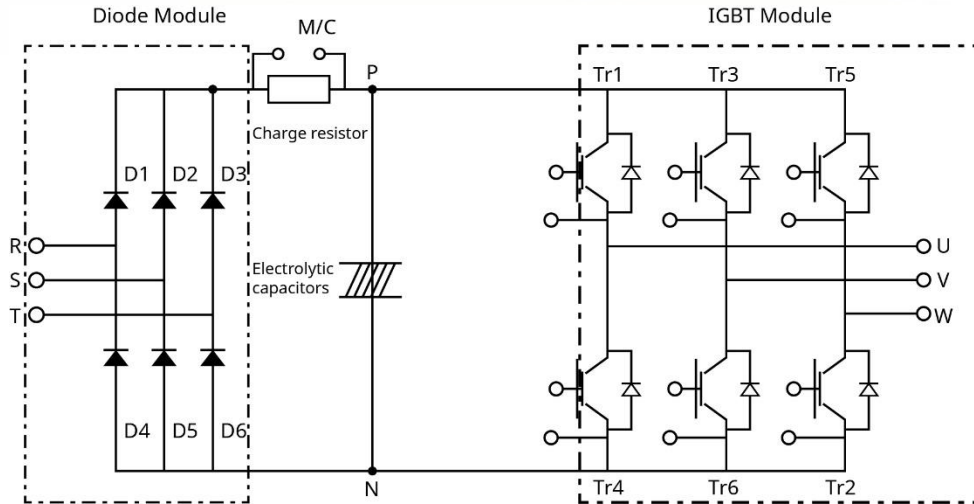 Diode Module
IGBT Module
M/C
P
Tr1
Tr3
Tr5
Charge resistor
D1
D2
D3
R
S
T
Electrolytic
capacitors
U
V
W
D4
D5
D6
N
Tr4
Tr6
Tr2